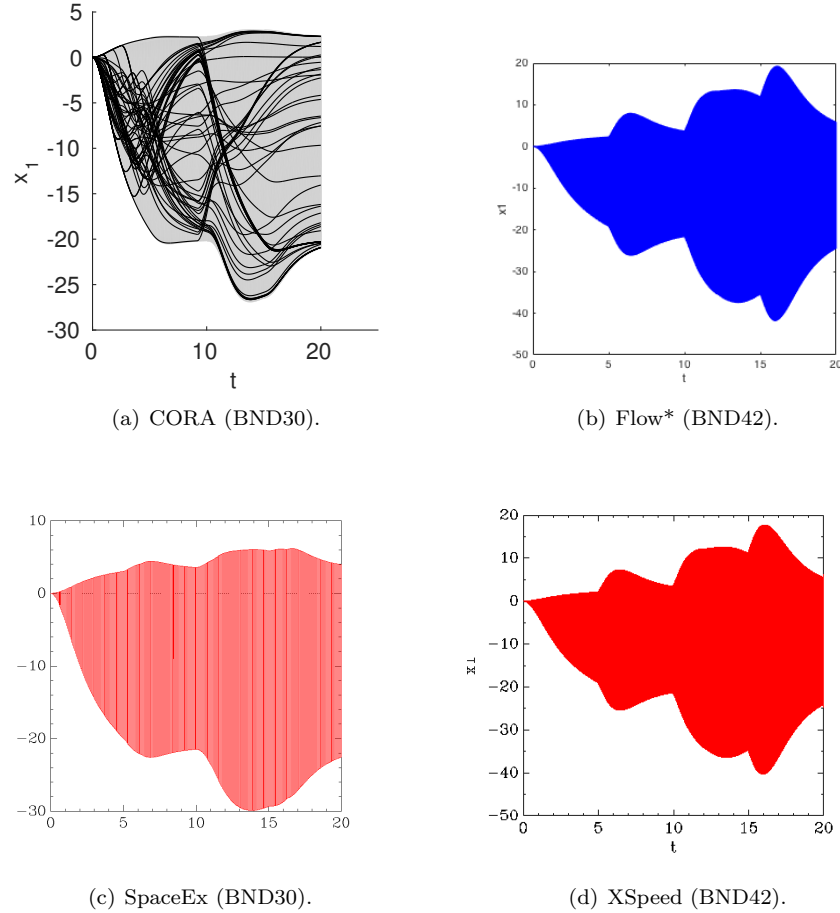 5
0
-5
-10
-15
-20
-25
-30
0 10 20
x1
t
(a) CORA (BND30).
20
10
0
-10
-20
-30
-40
-50
0 5 10 15 20
x1
t
(b) Flow* (BND42).
10
0
−10
−20
−30
0 5 10 15 20
(c) SpaceEx (BND30).
20
10
0
−10
−20
−30
−40
−50
0 5 10 15 20
x1
t
(d) XSpeed (BND42).